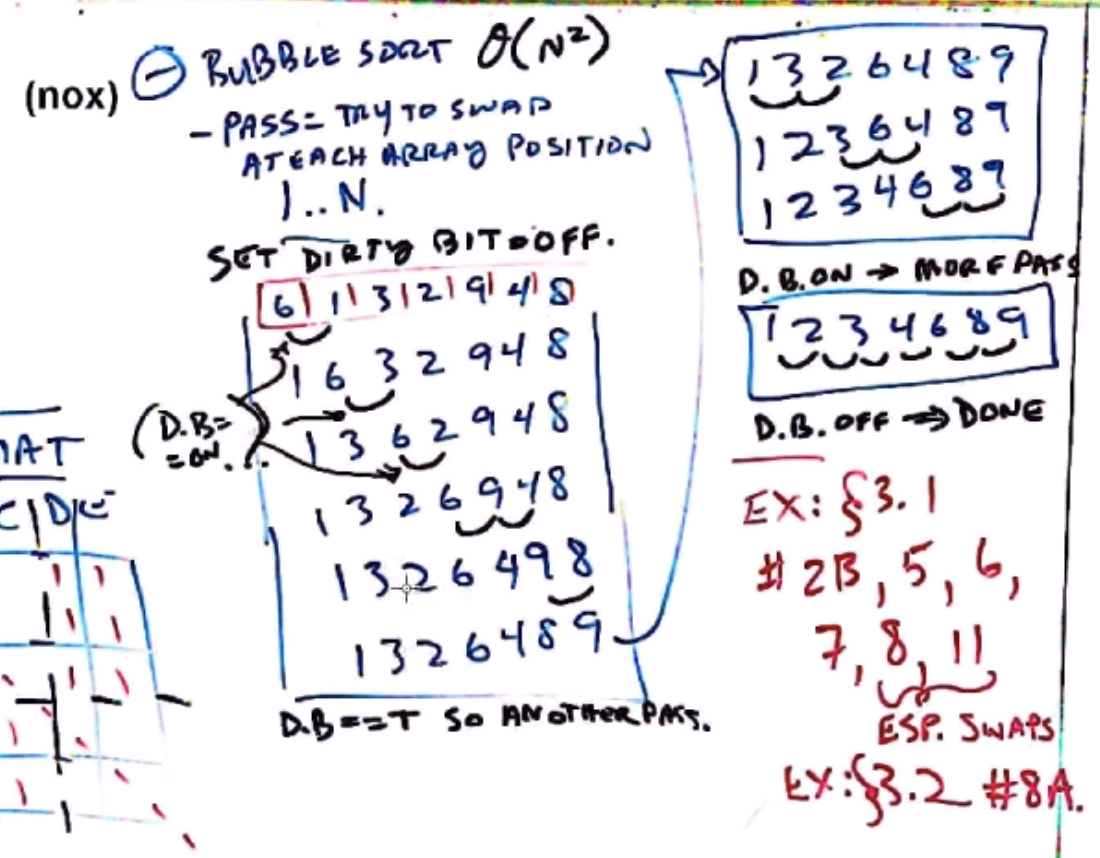 (nox)
BUBBLE SORT θ(N²)
- PASS = TRY TO SWAP
AT EACH ARRAY POSITION
1..N.
SET DIRTY BIT = OFF.
6 | 1 | 3 | 2 | 9 | 4 | 8
1 6 3 2 9 4 8
(D.B =
= ON...
1 3 6 2 9 4 8
1 3 2 6 9 4 8
1 3 2 6 4 9 8
1 3 2 6 4 8 9
D.B == T SO ANOTHER PASS.
1 3 2 6 4 8 9
1 2 3 6 4 8 9
1 2 3 4 6 8 9
D.B. ON → MORE PASS
1 2 3 4 6 8 9
D.B. OFF ⇒ DONE
EX: §3.1
# 2B, 5, 6,
7, 8, 11
ESP. SWAPS
EX: §3.2 #8A.
C | D | E